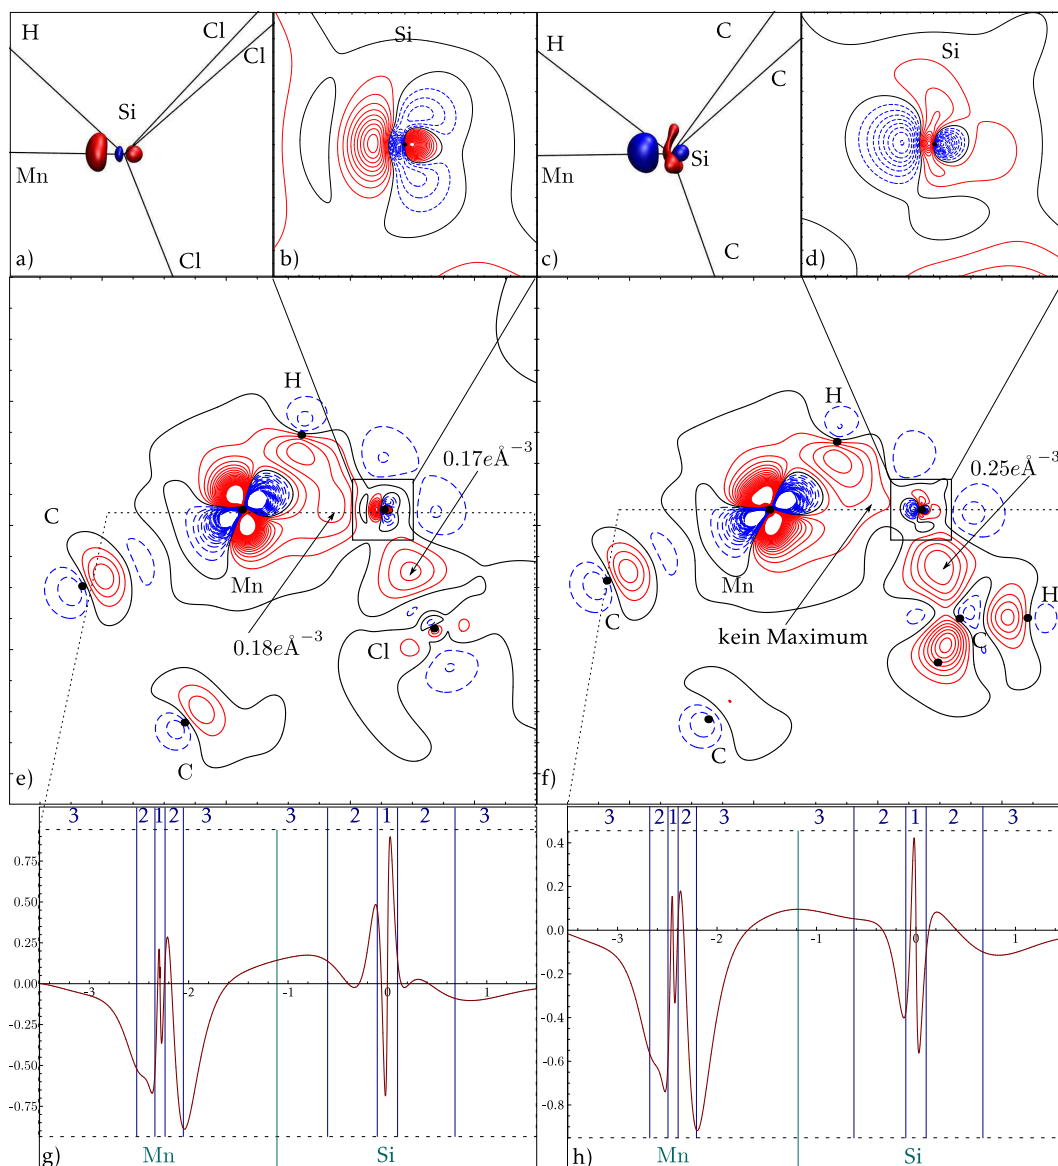 H
Cl
Cl
Si
Mn
Cl
a)
Si
b)
H
C
C
Si
Mn
C
c)
Si
d)
H
0.17eÅ⁻³
C
Mn
0.18eÅ⁻³
Cl
C
e)
H
0.25eÅ⁻³
Mn
H
C
kein Maximum
C
C
f)
3 2 1 2 3 3 2 1 2 3
0.75
0.50
0.25
0.00
-0.25
-0.50
-0.75
-3 -2 -1 0 1
g) Mn Si
3 2 1 2 3 3 2 1 2 3
0.4
0.2
0.0
-0.2
-0.4
-0.6
-0.8
-3 -2 -1 0 1
Mn Si h)